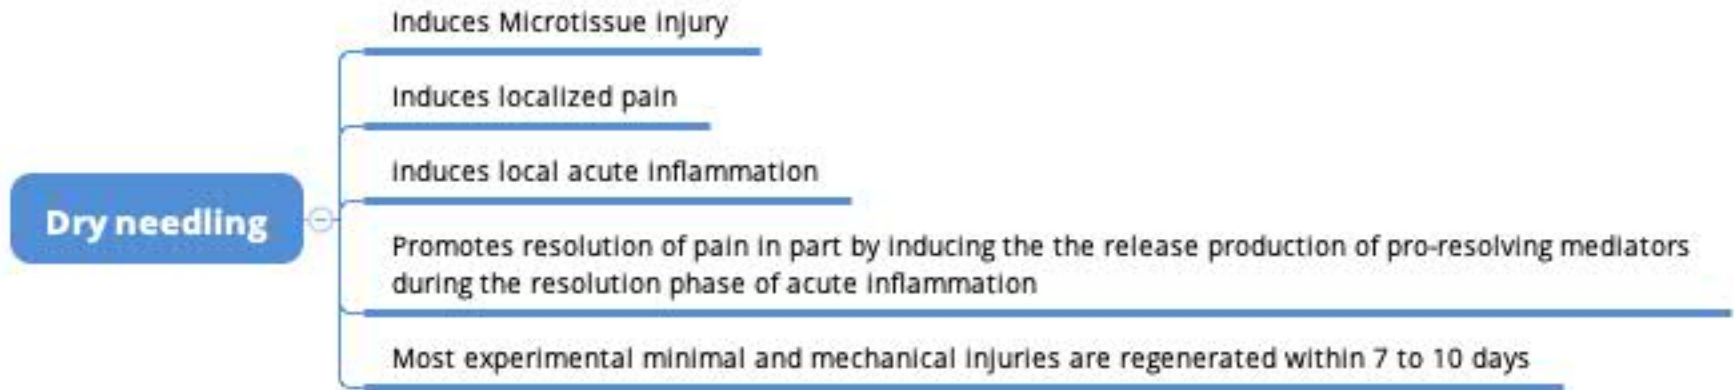 Induces Microtissue injury
Induces localized pain
Induces local acute inflammation
Dry needling
Promotes resolution of pain in part by inducing the the release production of pro-resolving mediators
during the resolution phase of acute inflammation
Most experimental minimal and mechanical injuries are regenerated within 7 to 10 days